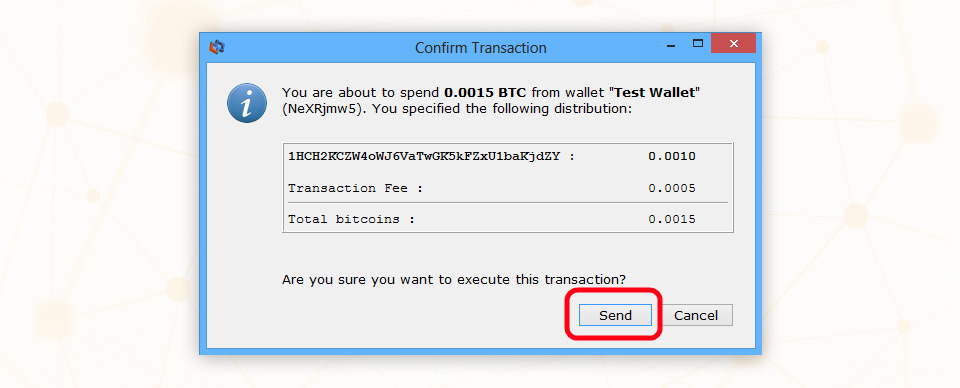 Confirm Transaction
You are about to spend 0.0015 BTC from wallet "Test Wallet"
(NeXRjmw5). You specified the following distribution:
1HCH2KCZW4oWJ6VaTwGK5kFZxU1baKjdZY : 0.0010
Transaction Fee : 0.0005
Total bitcoins : 0.0015
Are you sure you want to execute this transaction?
Send Cancel